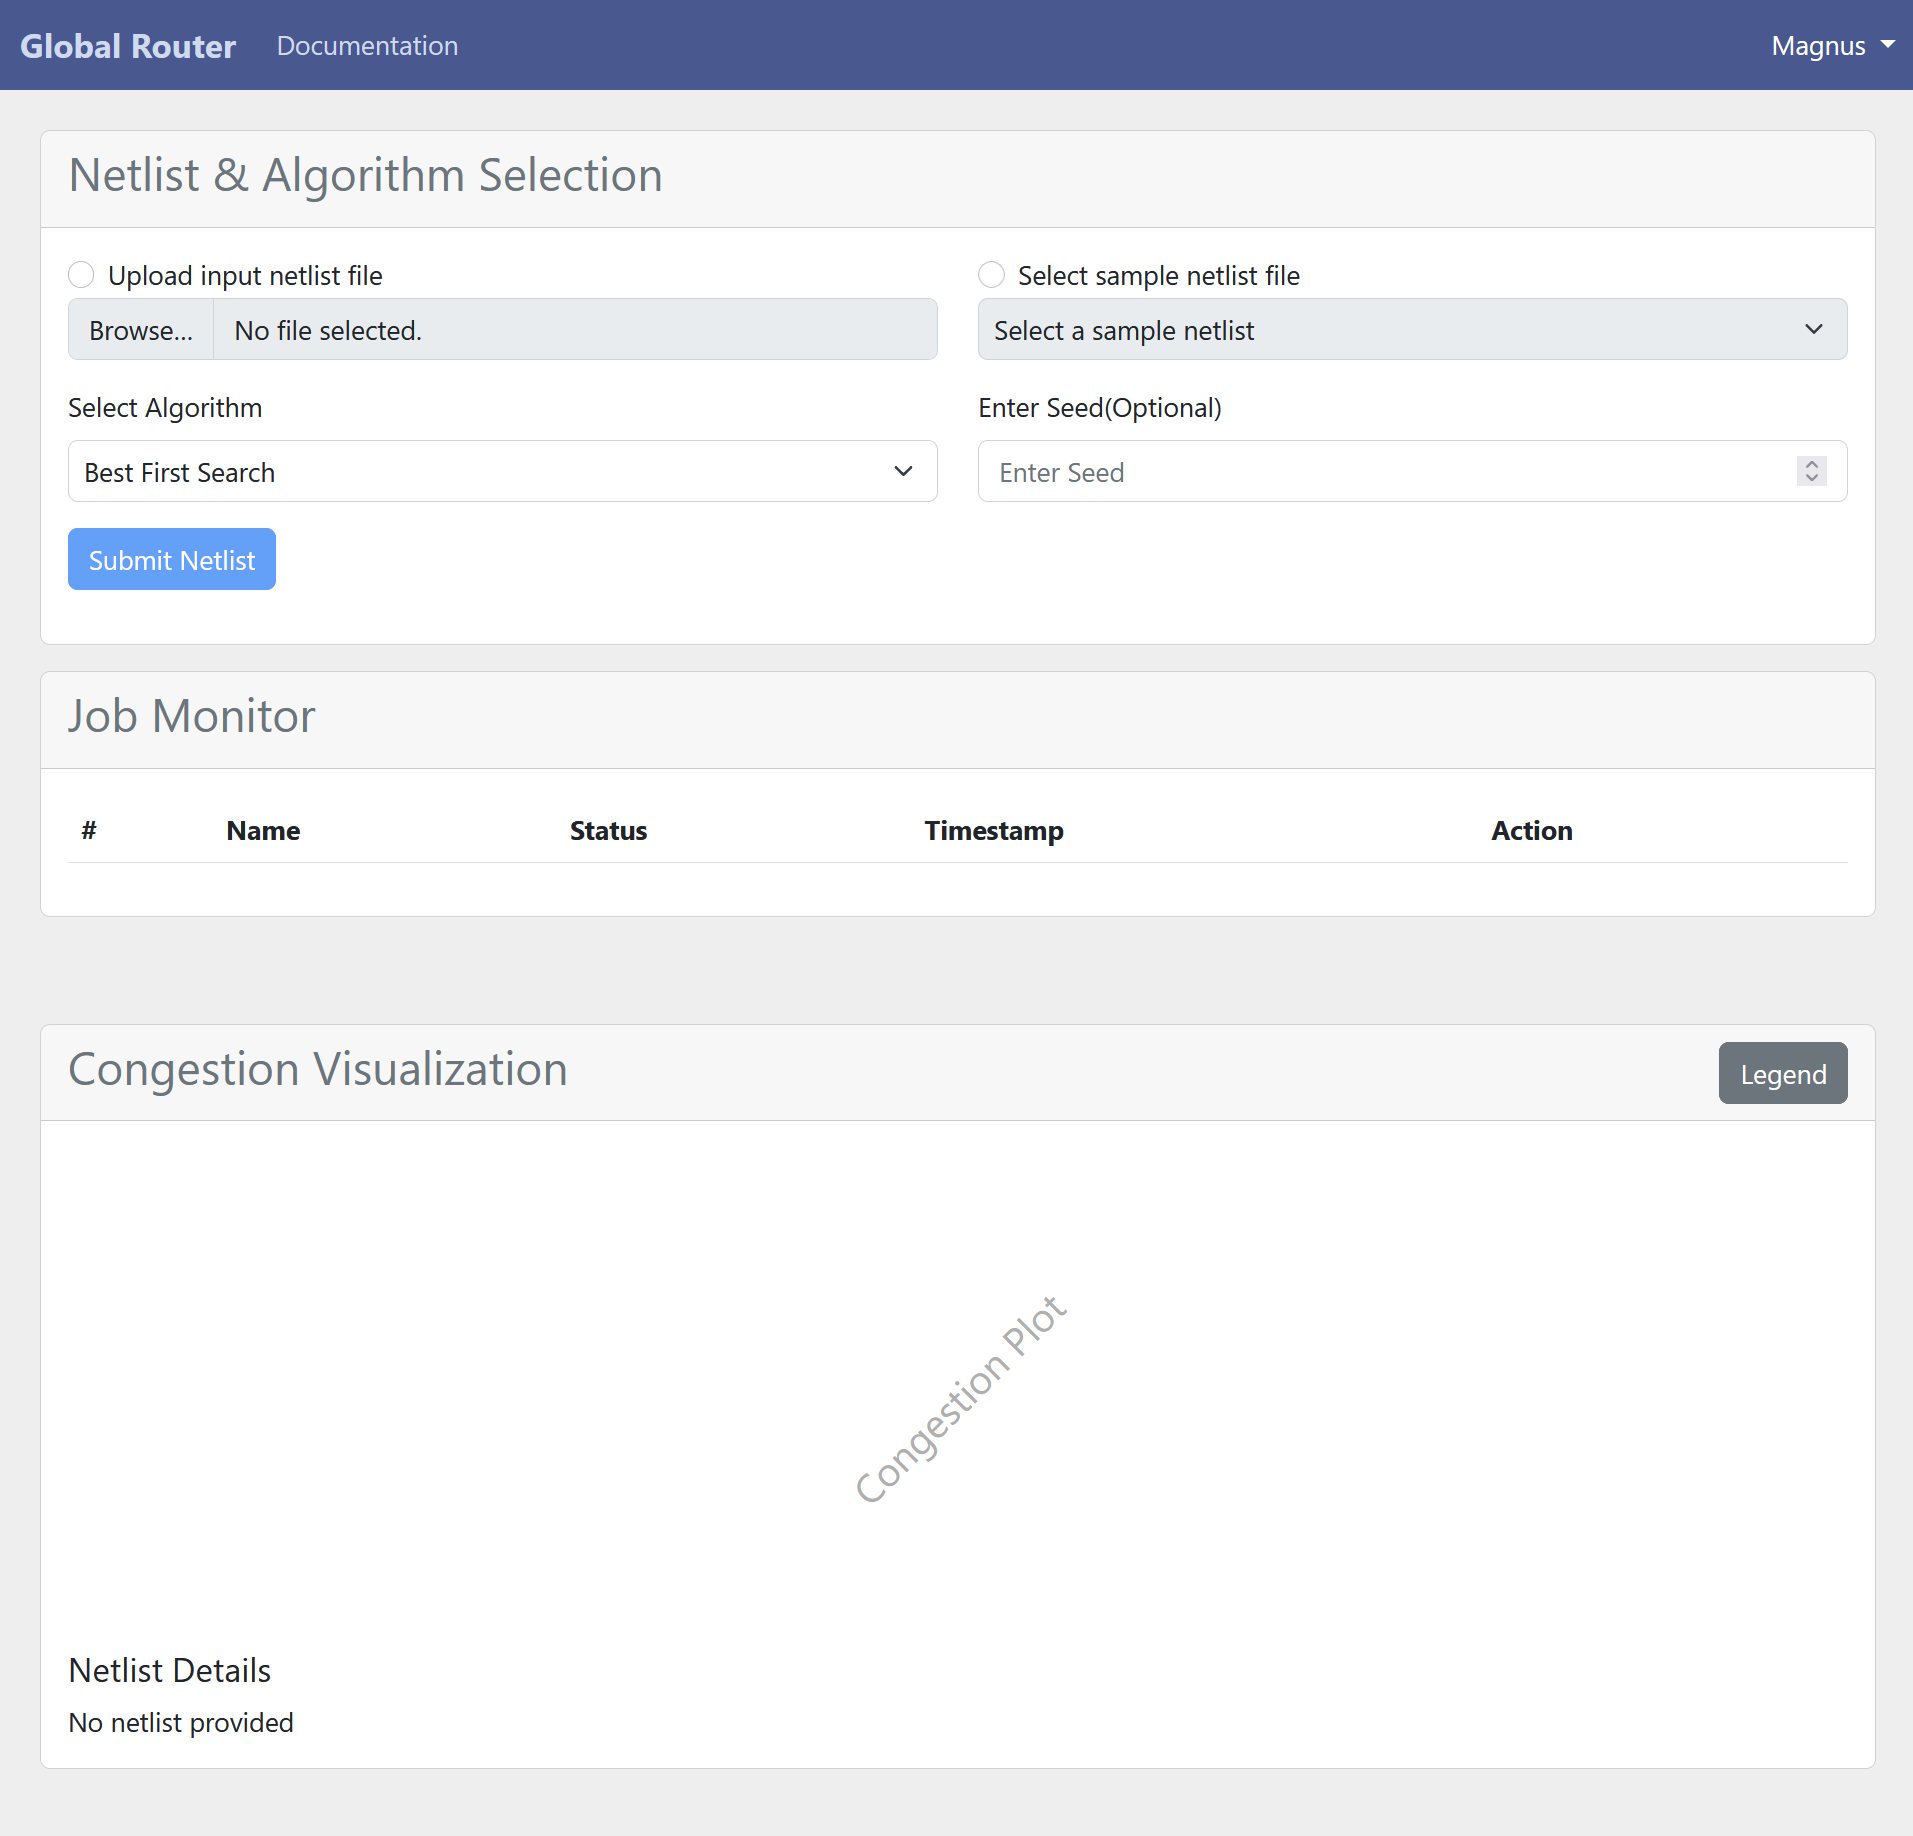 Global Router Documentation Magnus
Netlist & Algorithm Selection
Upload input netlist file
Select sample netlist file
Browse... No file selected.
Select a sample netlist
Select Algorithm
Enter Seed(Optional)
Best First Search
Enter Seed
Submit Netlist
Job Monitor
# Name Status Timestamp Action
Congestion Visualization
Legend
Congestion Plot
Netlist Details
No netlist provided